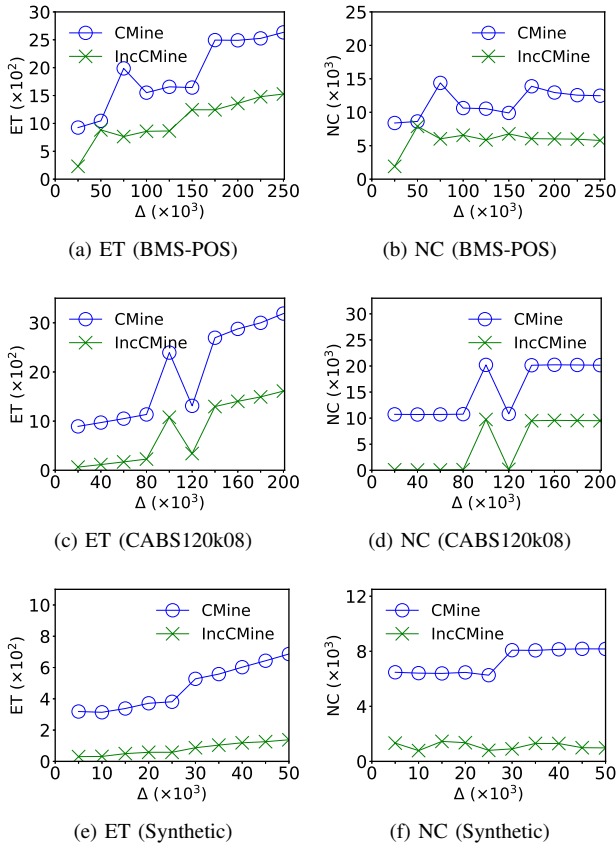 30
25
20
15
10
5
0
ET (×10²)
CMine
IncCMine
0 50 100 150 200 250
Δ (×10³)
(a) ET (BMS-POS)
25
20
15
10
5
0
NC (×10³)
CMine
IncCMine
0 50 100 150 200 250
Δ (×10³)
(b) NC (BMS-POS)
30
20
10
0
ET (×10²)
CMine
IncCMine
0 40 80 120 160 200
Δ (×10³)
(c) ET (CABS120k08)
30
25
20
15
10
5
0
NC (×10³)
CMine
IncCMine
0 40 80 120 160 200
Δ (×10³)
(d) NC (CABS120k08)
10
8
6
4
2
0
ET (×10²)
CMine
IncCMine
0 10 20 30 40 50
Δ (×10³)
(e) ET (Synthetic)
12
8
4
0
NC (×10³)
CMine
IncCMine
0 10 20 30 40 50
Δ (×10³)
(f) NC (Synthetic)